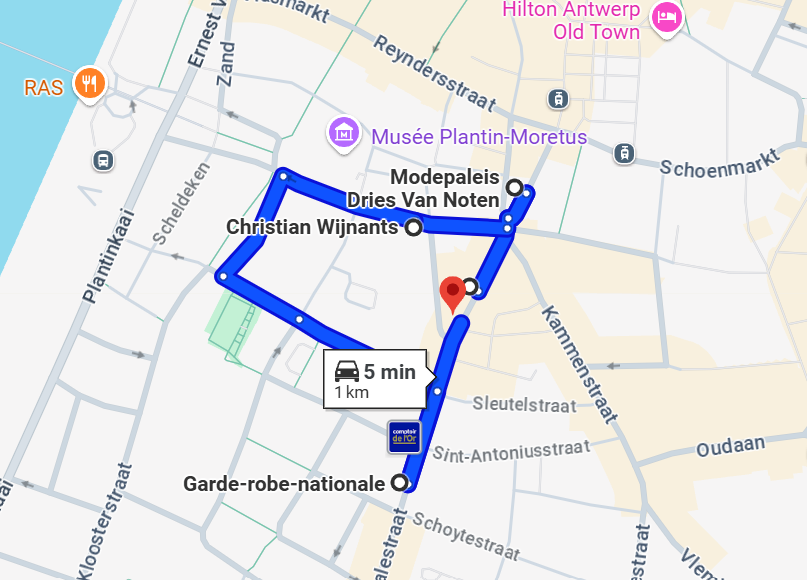 Hilton Antwerp
Old Town
Reyndersstraat
Zand
RAS
Musée Plantin-Moretus
Schoenmarkt
Modepaleis
Dries Van Noten
Scheldeken
Christian Wijnants
Plantinkaai
Kammenstraat
5 min
1 km
Sleutelstraat
comptoir
de l'Or
Sint-Antoniusstraat
Oudaan
Garde-robe-nationale
Kloosterstraat
Schoytestraat